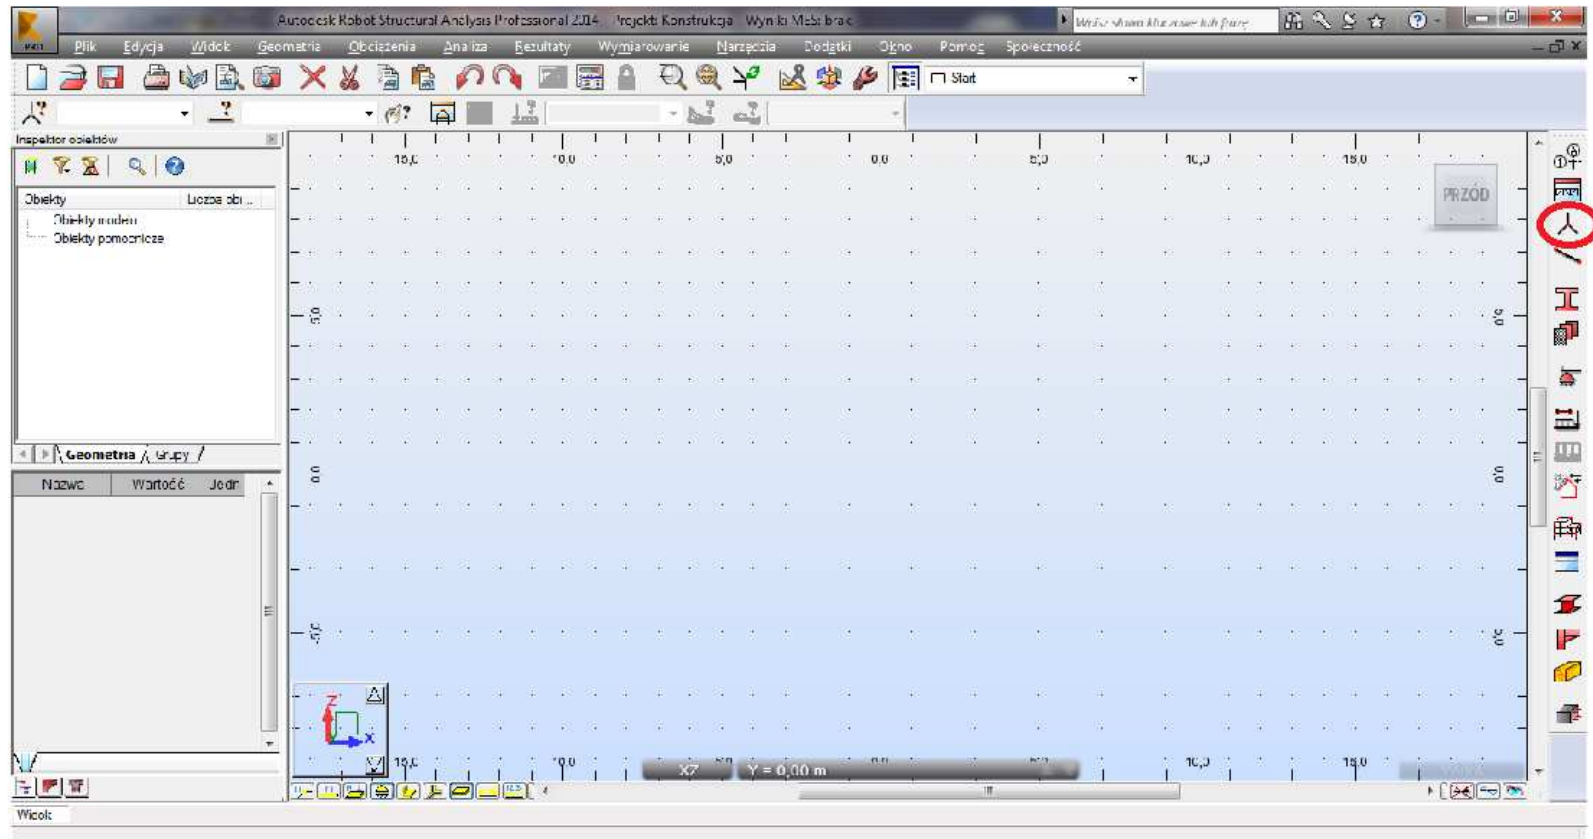 Autodesk Robot Structural Analysis Professional 2014 Projekt: Konstrukcja Wyniki MES: brak
Plik Edycja Widok Geometria Obciążenia Analiza Rezultaty Wymiarowanie Narzędzia Dodatki Okno Pomoc Społeczność
Start
Inspektor obiektów
Obiekty Liczba obi ...
Obiekty modelu
Obiekty pomocnicze
Geometria Grupy
Nazwa Wartość Jedn
PRZÓD
5,0 0,0 5,0 10,0 15,0
5,0 5,0
0,0 0,0
Z
X
XZ Y = 0,00 m
10,0 15,0
Widok